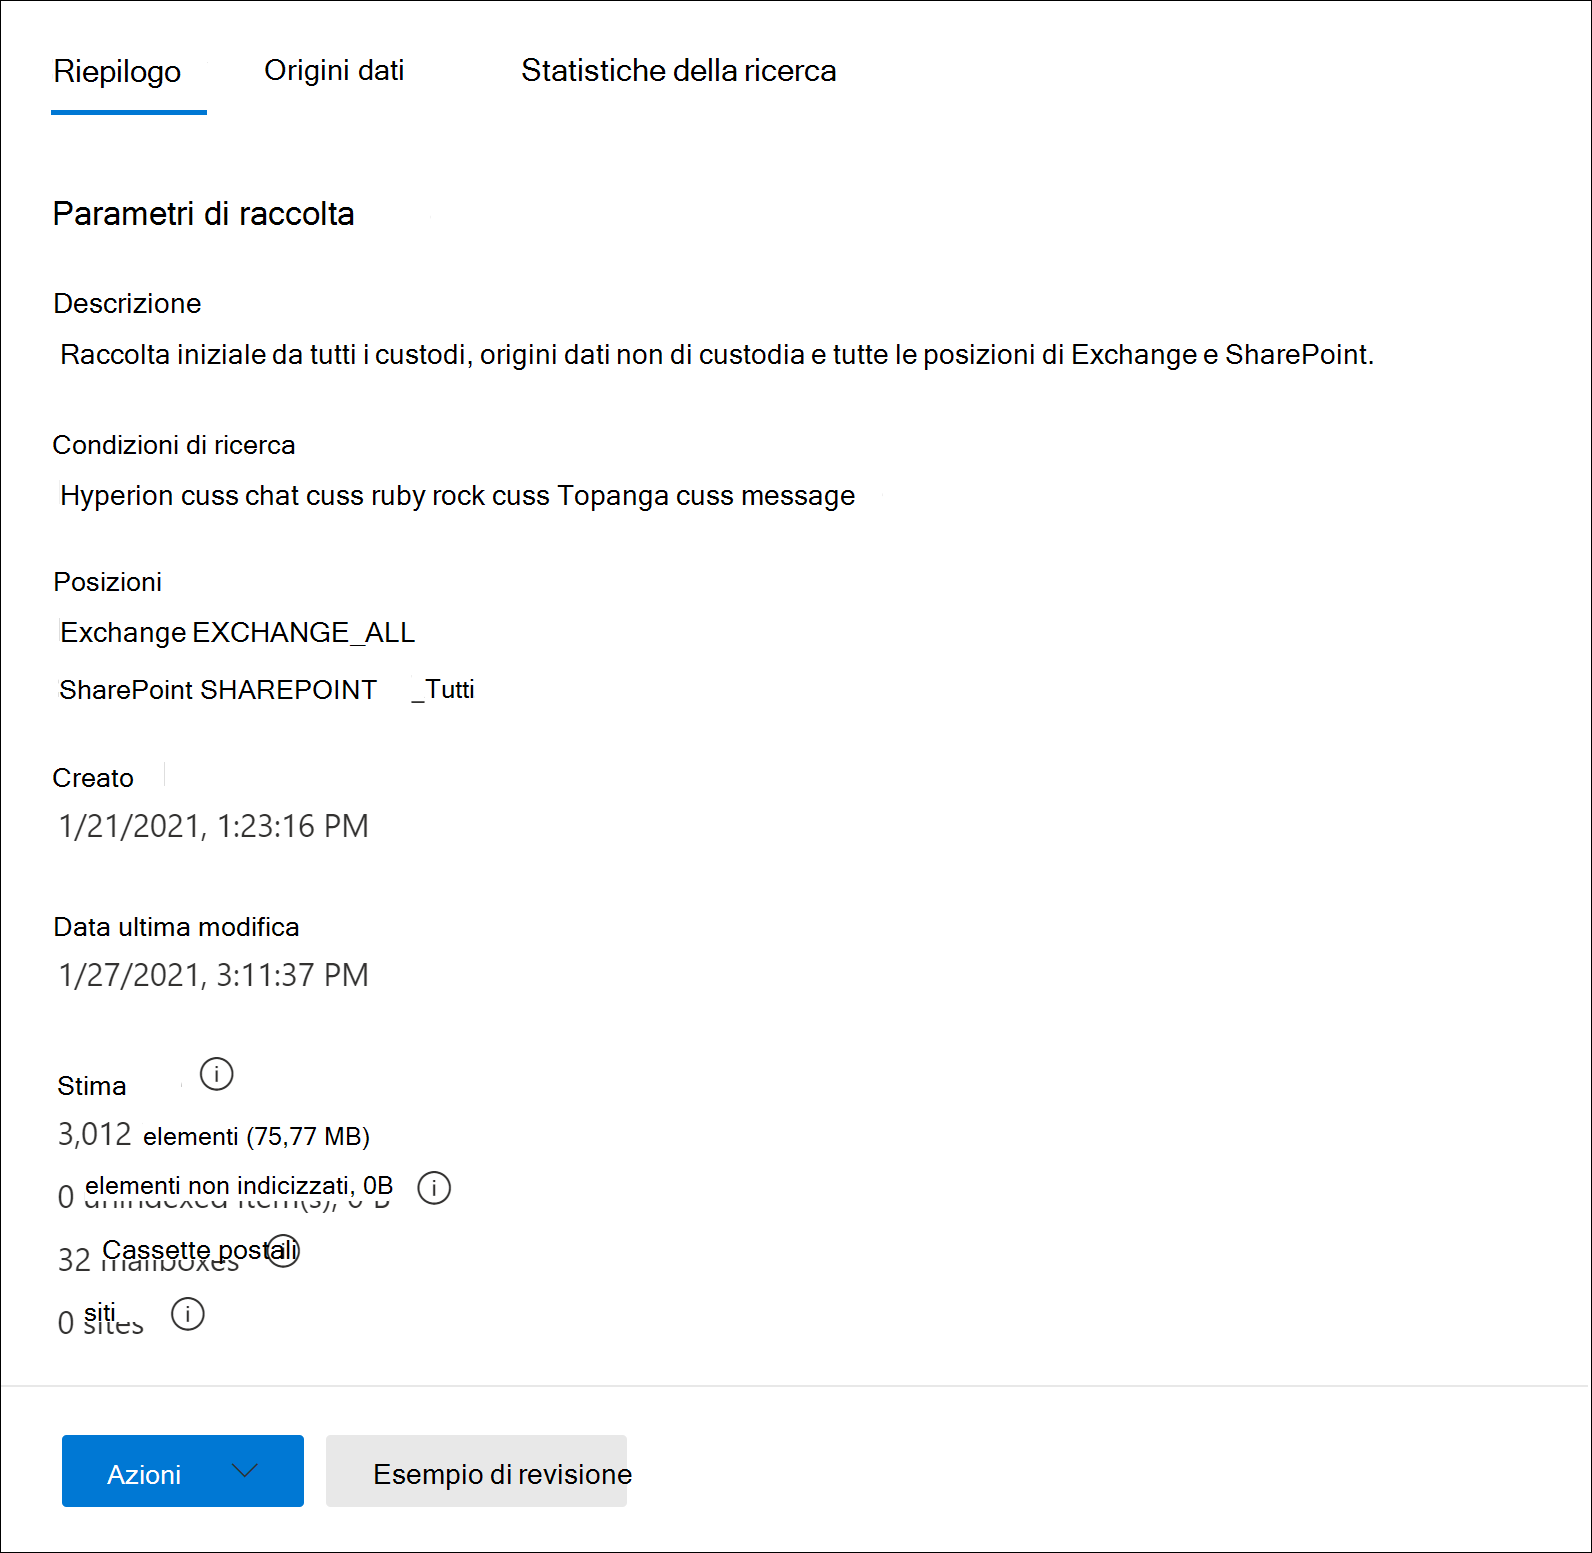 Riepilogo Origini dati Statistiche della ricerca
Parametri di raccolta
Descrizione
Raccolta iniziale da tutti i custodi, origini dati non di custodia e tutte le posizioni di Exchange e SharePoint.
Condizioni di ricerca
Hyperion cuss chat cuss ruby rock cuss Topanga cuss message
Posizioni
Exchange EXCHANGE_ALL
SharePoint SHAREPOINT _Tutti
Creato
1/21/2021, 1:23:16 PM
Data ultima modifica
1/27/2021, 3:11:37 PM
Stima
3,012 elementi (75,77 MB)
0 elementi non indicizzati, 0B
unindexed item(s), 0 B
32 Cassette postali
mailboxes
0 siti
sites
Azioni Esempio di revisione